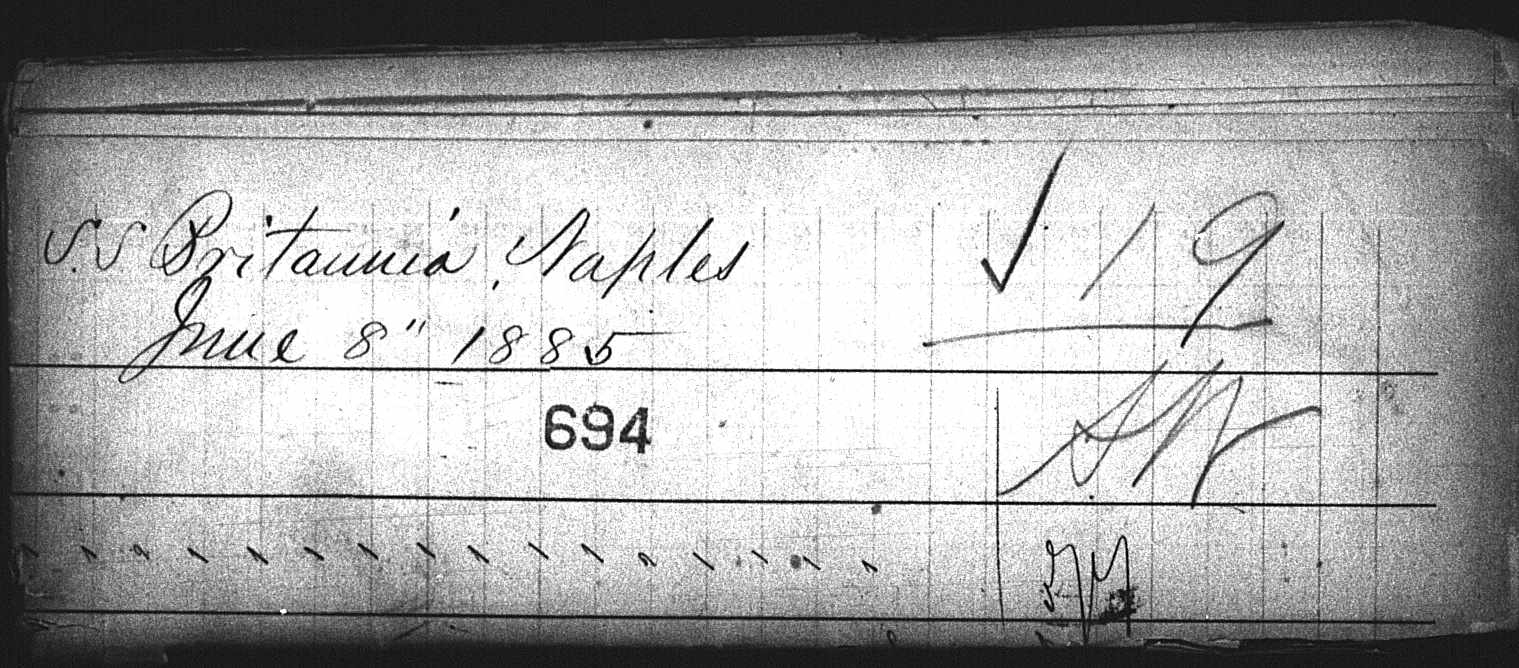 S.S Britannia, Naples
June 8" 1885
19
694